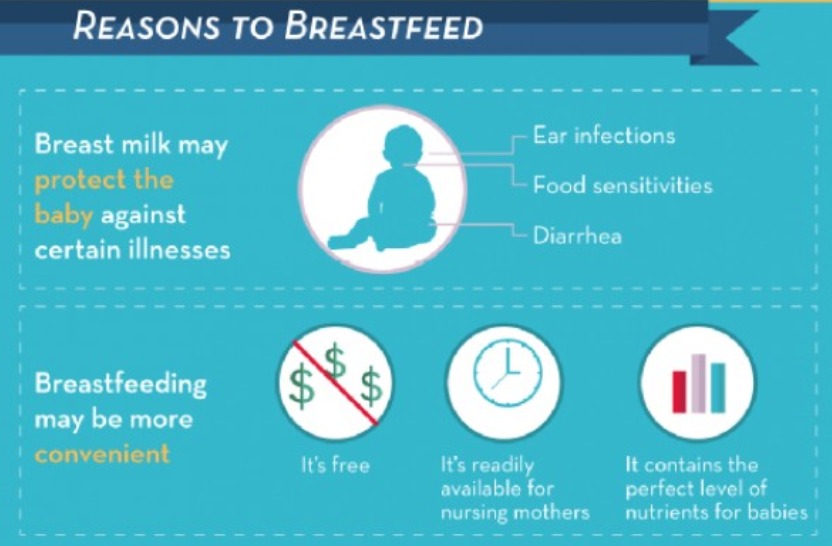 REASONS TO BREASTFEED
Breast milk may
protect the
baby against
certain illnesses
Ear infections
Food sensitivities
Diarrhea
Breastfeeding
may be more
convenient
$ $ $
It's free
It's readily
available for
nursing mothers
It contains the
perfect level of
nutrients for babies